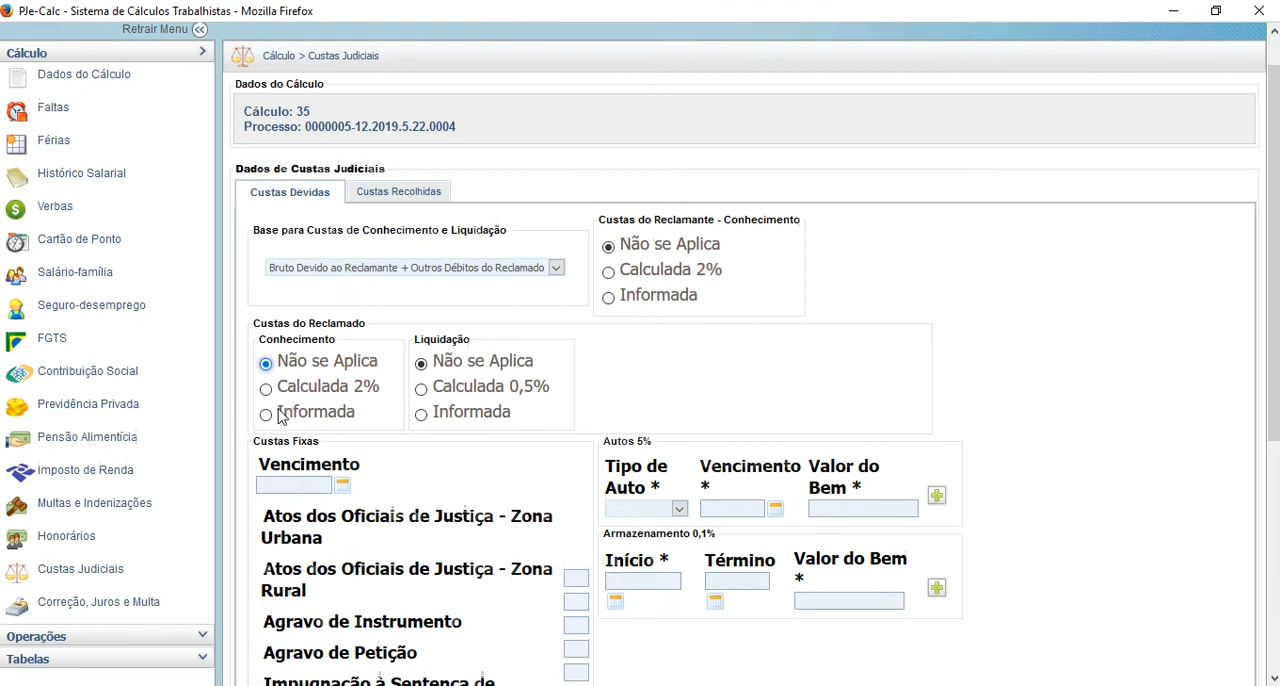 PJe-Calc - Sistema de Cálculos Trabalhistas - Mozilla Firefox
Retrair Menu
Cálculo
Dados do Cálculo
Faltas
Férias
Histórico Salarial
Verbas
Cartão de Ponto
Salário-família
Seguro-desemprego
FGTS
Contribuição Social
Previdência Privada
Pensão Alimentícia
Imposto de Renda
Multas e Indenizações
Honorários
Custas Judiciais
Correção, Juros e Multa
Operações
Tabelas
Cálculo > Custas Judiciais
Dados do Cálculo
Cálculo: 35
Processo: 0000005-12.2019.5.22.0004
Dados de Custas Judiciais
Custas Devidas
Custas Recolhidas
Base para Custas de Conhecimento e Liquidação
Bruto Devido ao Reclamante + Outros Débitos do Reclamado
Custas do Reclamante - Conhecimento
Não se Aplica
Calculada 2%
Informada
Custas do Reclamado
Conhecimento
Não se Aplica
Calculada 2%
Informada
Liquidação
Não se Aplica
Calculada 0,5%
Informada
Custas Fixas
Vencimento
Atos dos Oficiais de Justiça - Zona
Urbana
Atos dos Oficiais de Justiça - Zona
Rural
Agravo de Instrumento
Agravo de Petição
Impugnação à Sentença de
Autos 5%
Tipo de
Auto *
Vencimento
*
Valor do
Bem *
Armazenamento 0,1%
Início *
Término
Valor do Bem
*